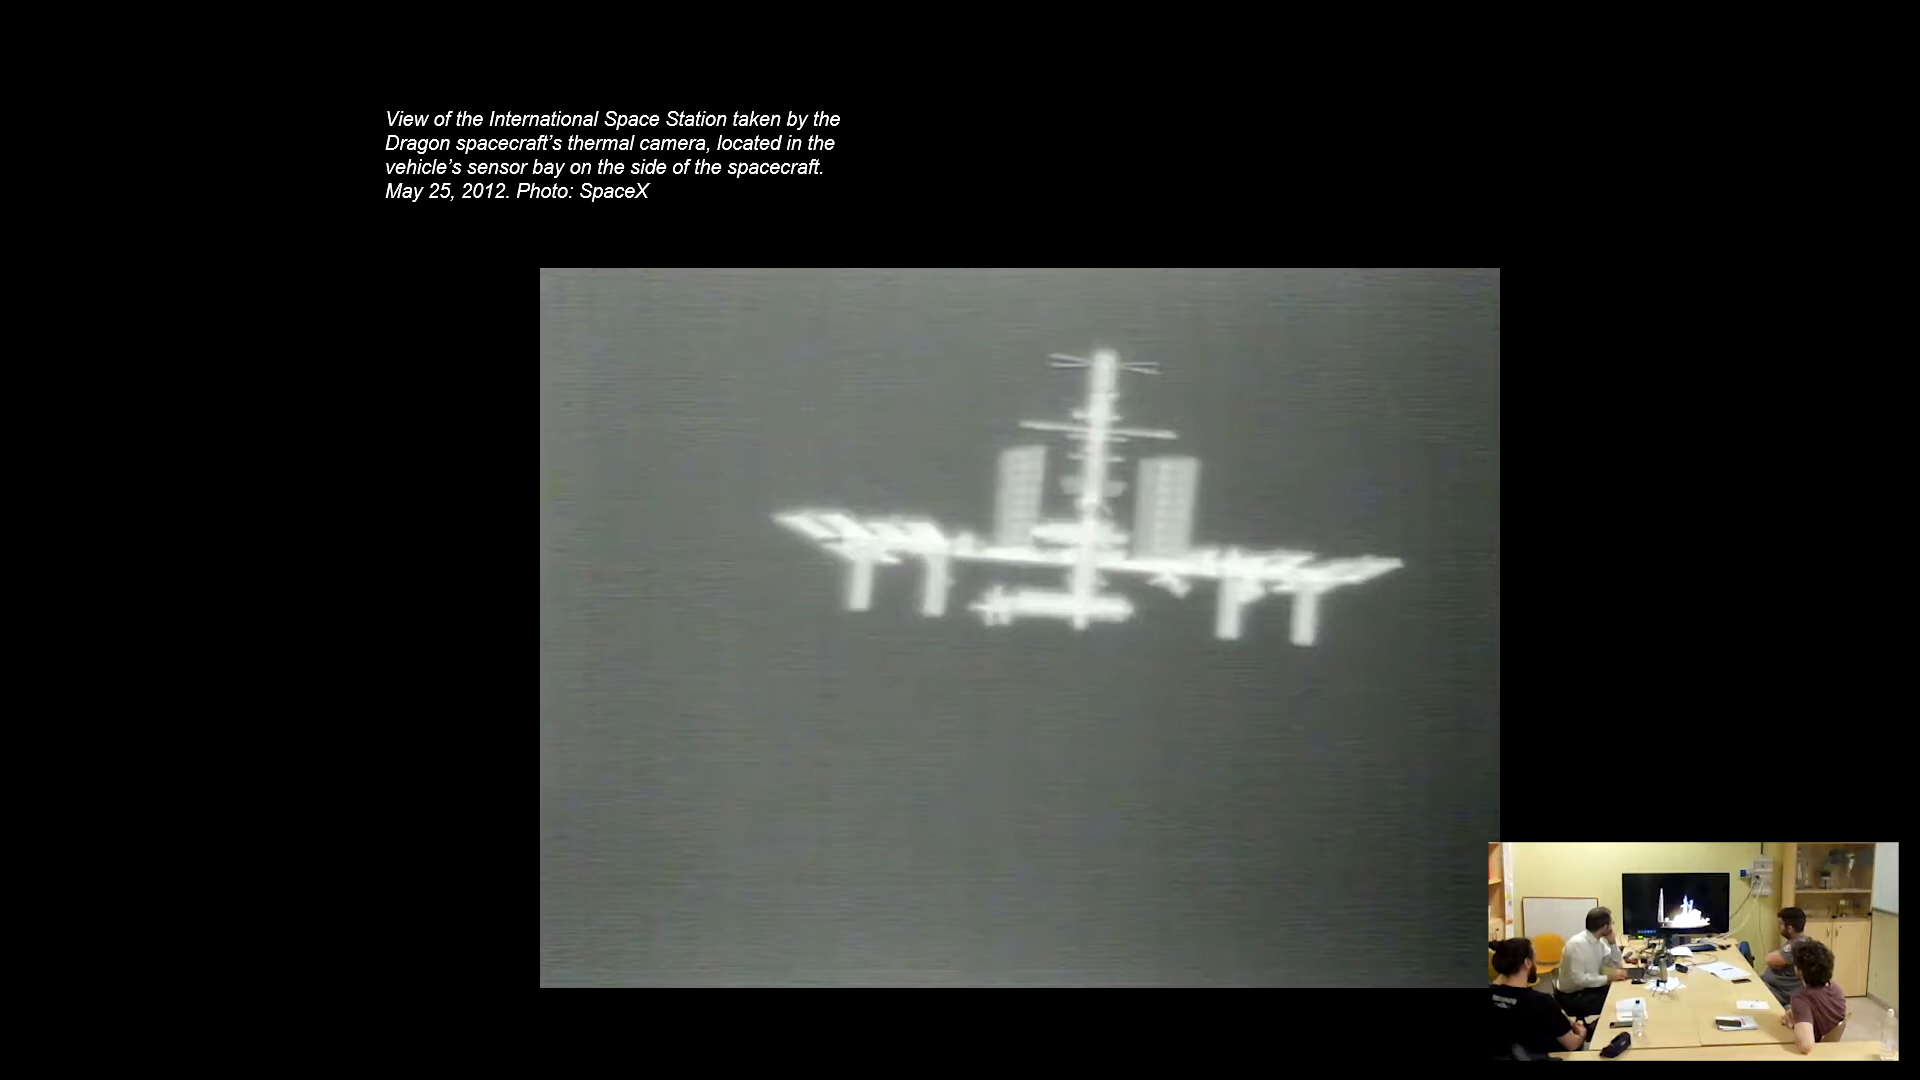 View of the International Space Station taken by the
Dragon spacecraft’s thermal camera, located in the
vehicle’s sensor bay on the side of the spacecraft.
May 25, 2012. Photo: SpaceX